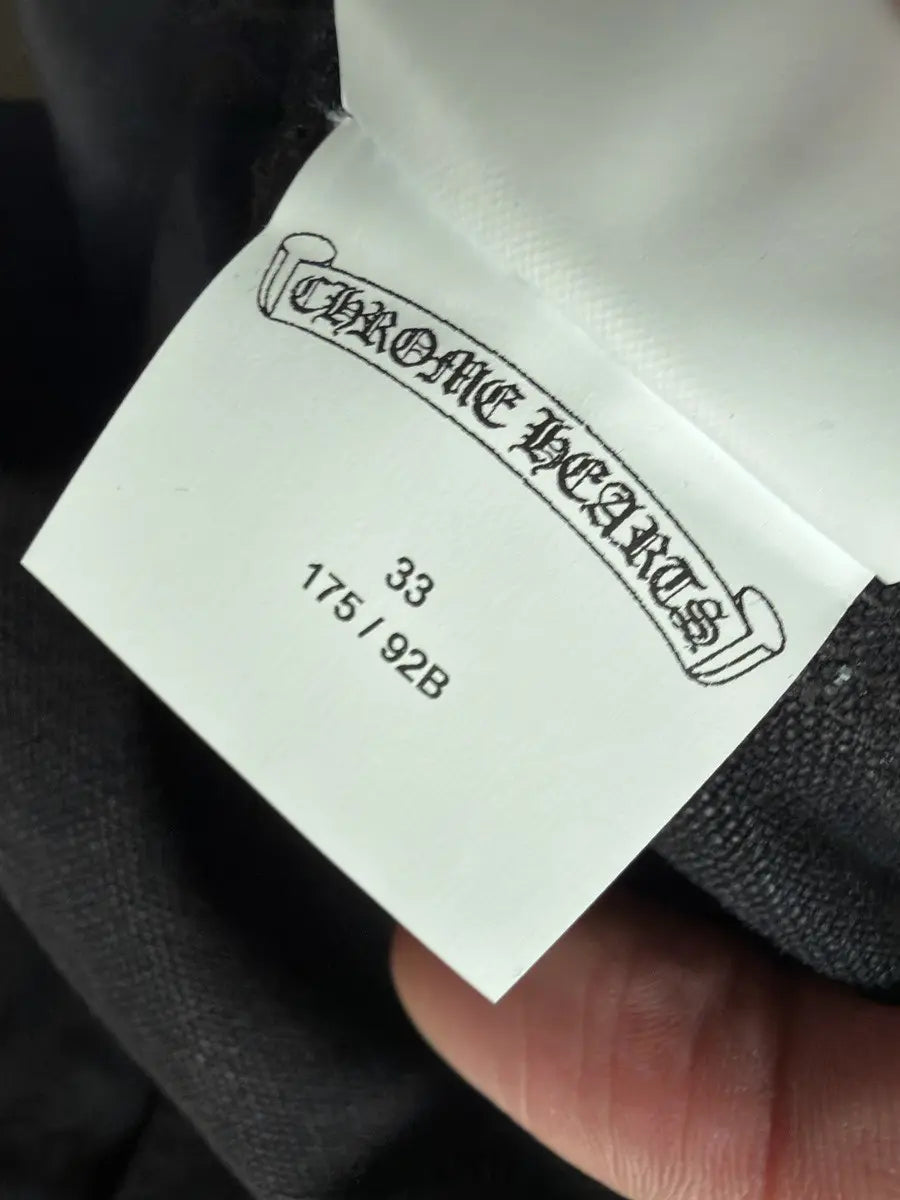 CHROME HEARTS
33
175 / 92B